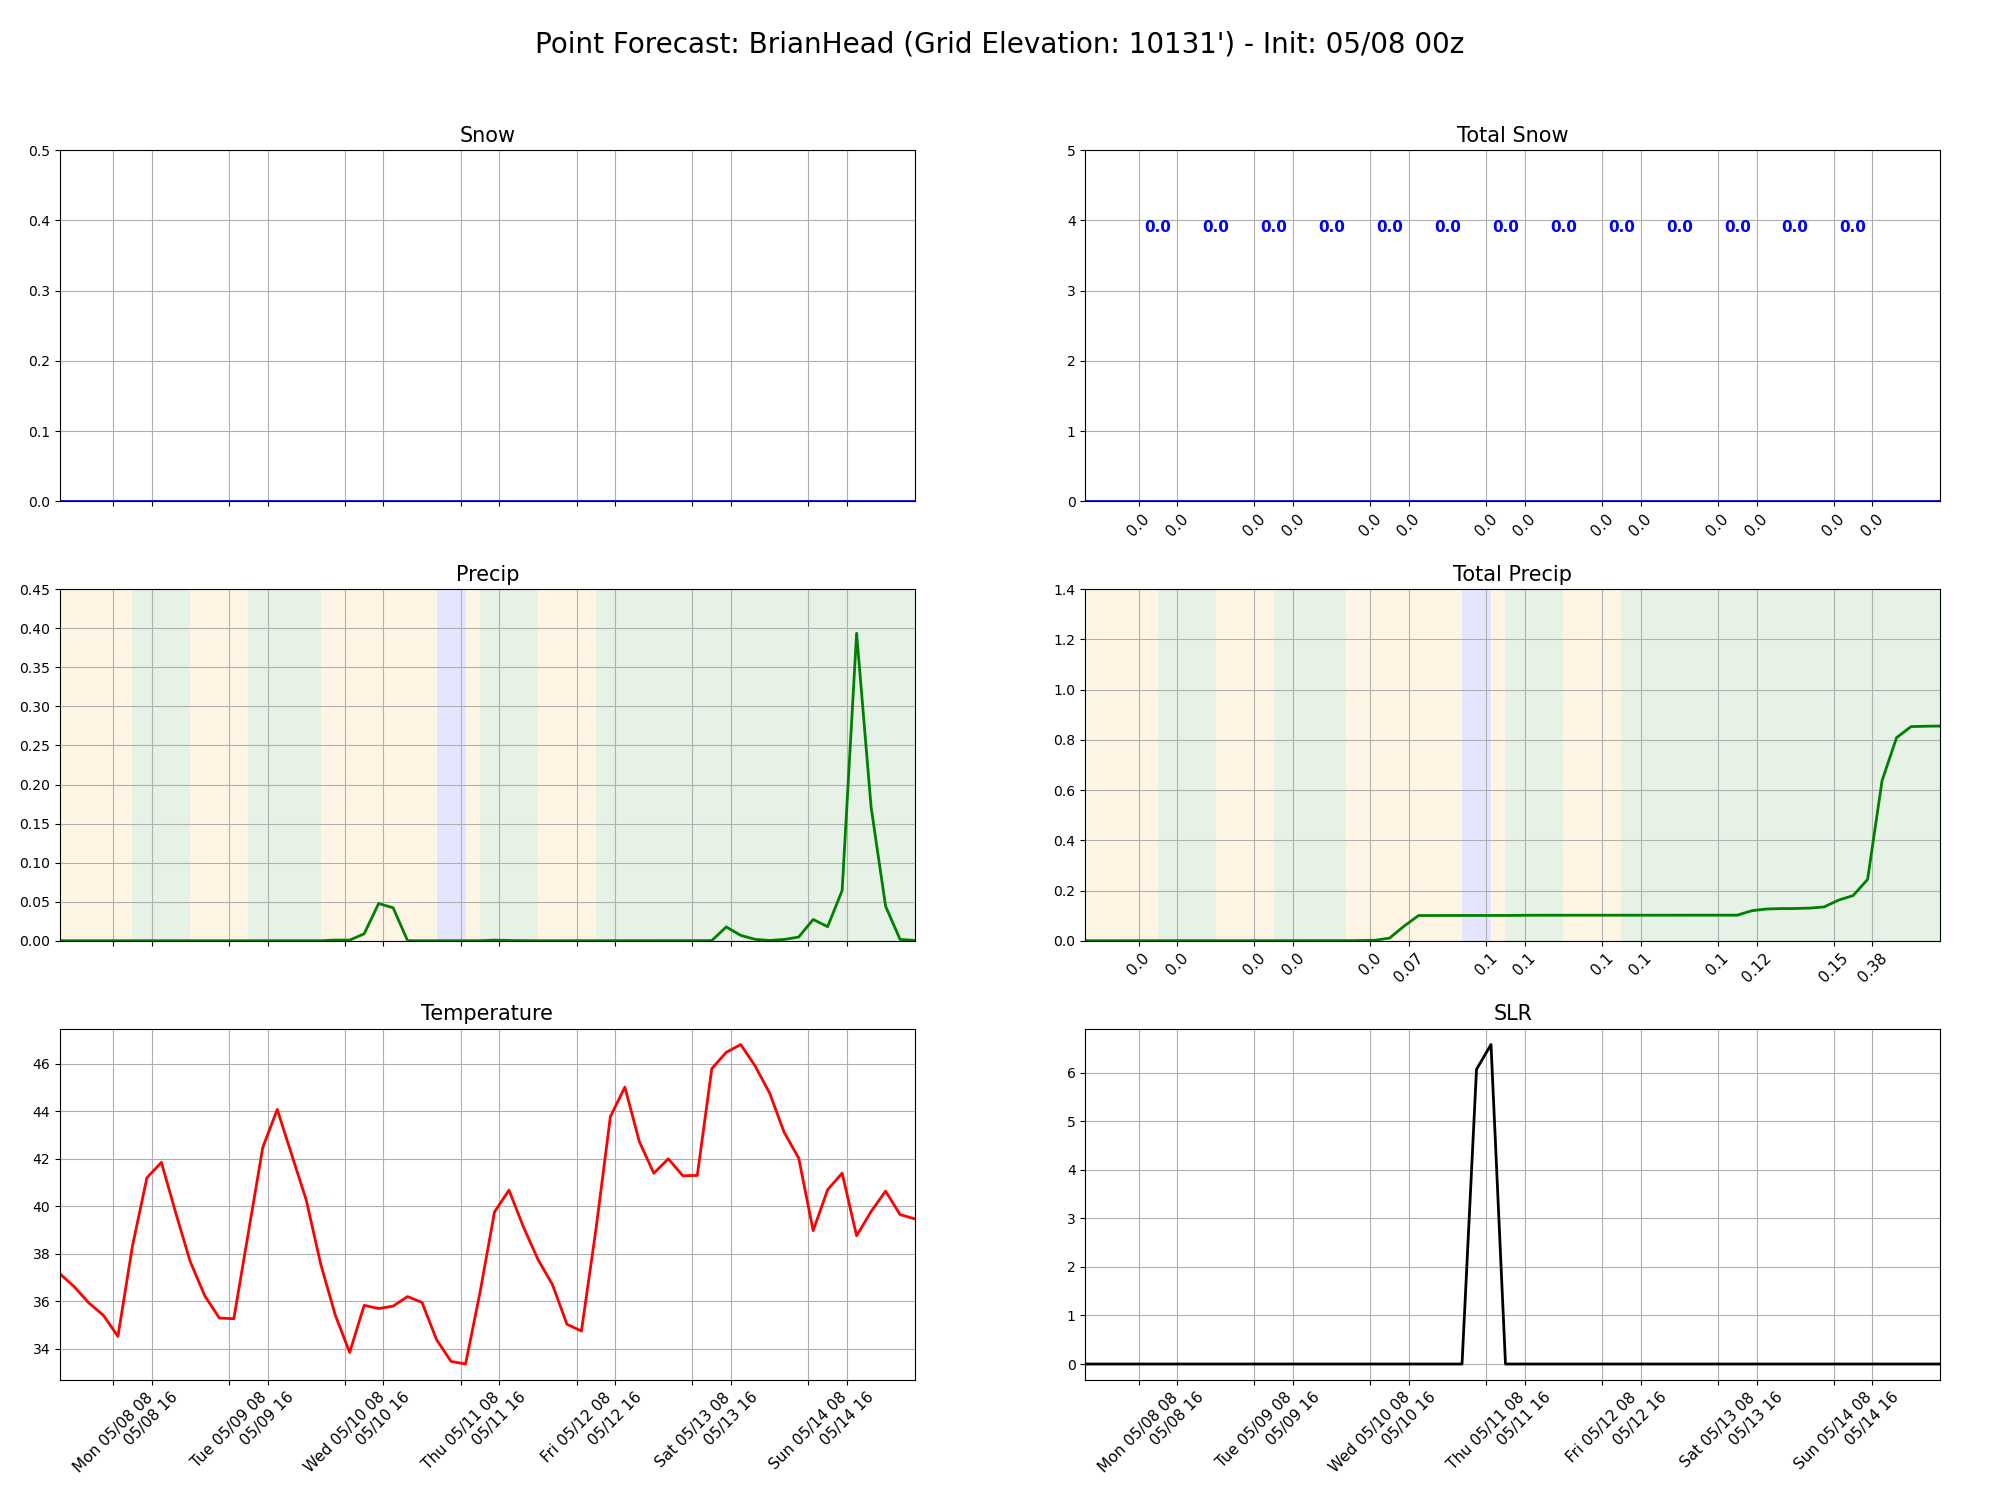 Point Forecast: BrianHead (Grid Elevation: 10131') - Init: 05/08 00z
Snow
0.5
0.4
0.3
0.2
0.1
0.0
Total Snow
5
4
3
2
1
0
0.0 0.0 0.0 0.0 0.0 0.0 0.0 0.0 0.0 0.0 0.0 0.0 0.0
0.0 0.0 0.0 0.0 0.0 0.0 0.0 0.0 0.0 0.0 0.0 0.0 0.0 0.0
Precip
0.45
0.40
0.35
0.30
0.25
0.20
0.15
0.10
0.05
0.00
Total Precip
1.4
1.2
1.0
0.8
0.6
0.4
0.2
0.0
0.0 0.0 0.0 0.0 0.0 0.07 0.1 0.1 0.1 0.1 0.1 0.12 0.15 0.38
Temperature
46
44
42
40
38
36
34
Mon 05/08 08
05/08 16
Tue 05/09 08
05/09 16
Wed 05/10 08
05/10 16
Thu 05/11 08
05/11 16
Fri 05/12 08
05/12 16
Sat 05/13 08
05/13 16
Sun 05/14 08
05/14 16
SLR
6
5
4
3
2
1
0
Mon 05/08 08
05/08 16
Tue 05/09 08
05/09 16
Wed 05/10 08
05/10 16
Thu 05/11 08
05/11 16
Fri 05/12 08
05/12 16
Sat 05/13 08
05/13 16
Sun 05/14 08
05/14 16